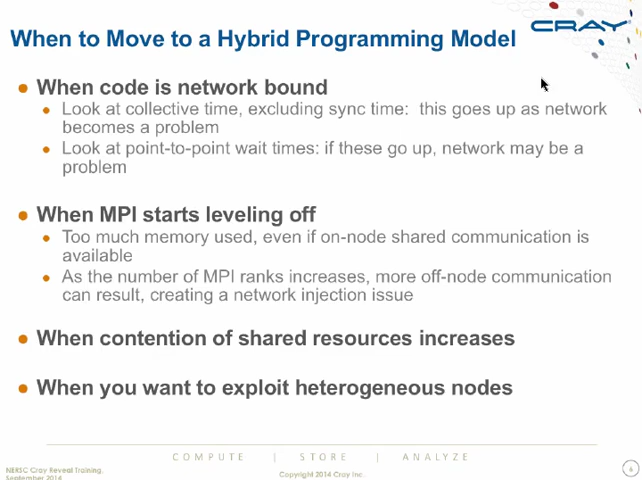 When to Move to a Hybrid Programming Model
CRAY
● When code is network bound
● Look at collective time, excluding sync time: this goes up as network
becomes a problem
● Look at point-to-point wait times: if these go up, network may be a
problem
● When MPI starts leveling off
● Too much memory used, even if on-node shared communication is
available
● As the number of MPI ranks increases, more off-node communication
can result, creating a network injection issue
● When contention of shared resources increases
● When you want to exploit heterogeneous nodes
COMPUTE | STORE | ANALYZE
NERSC Cray Reveal Training.
September 2014
Copyright 2014 Cray Inc.
6